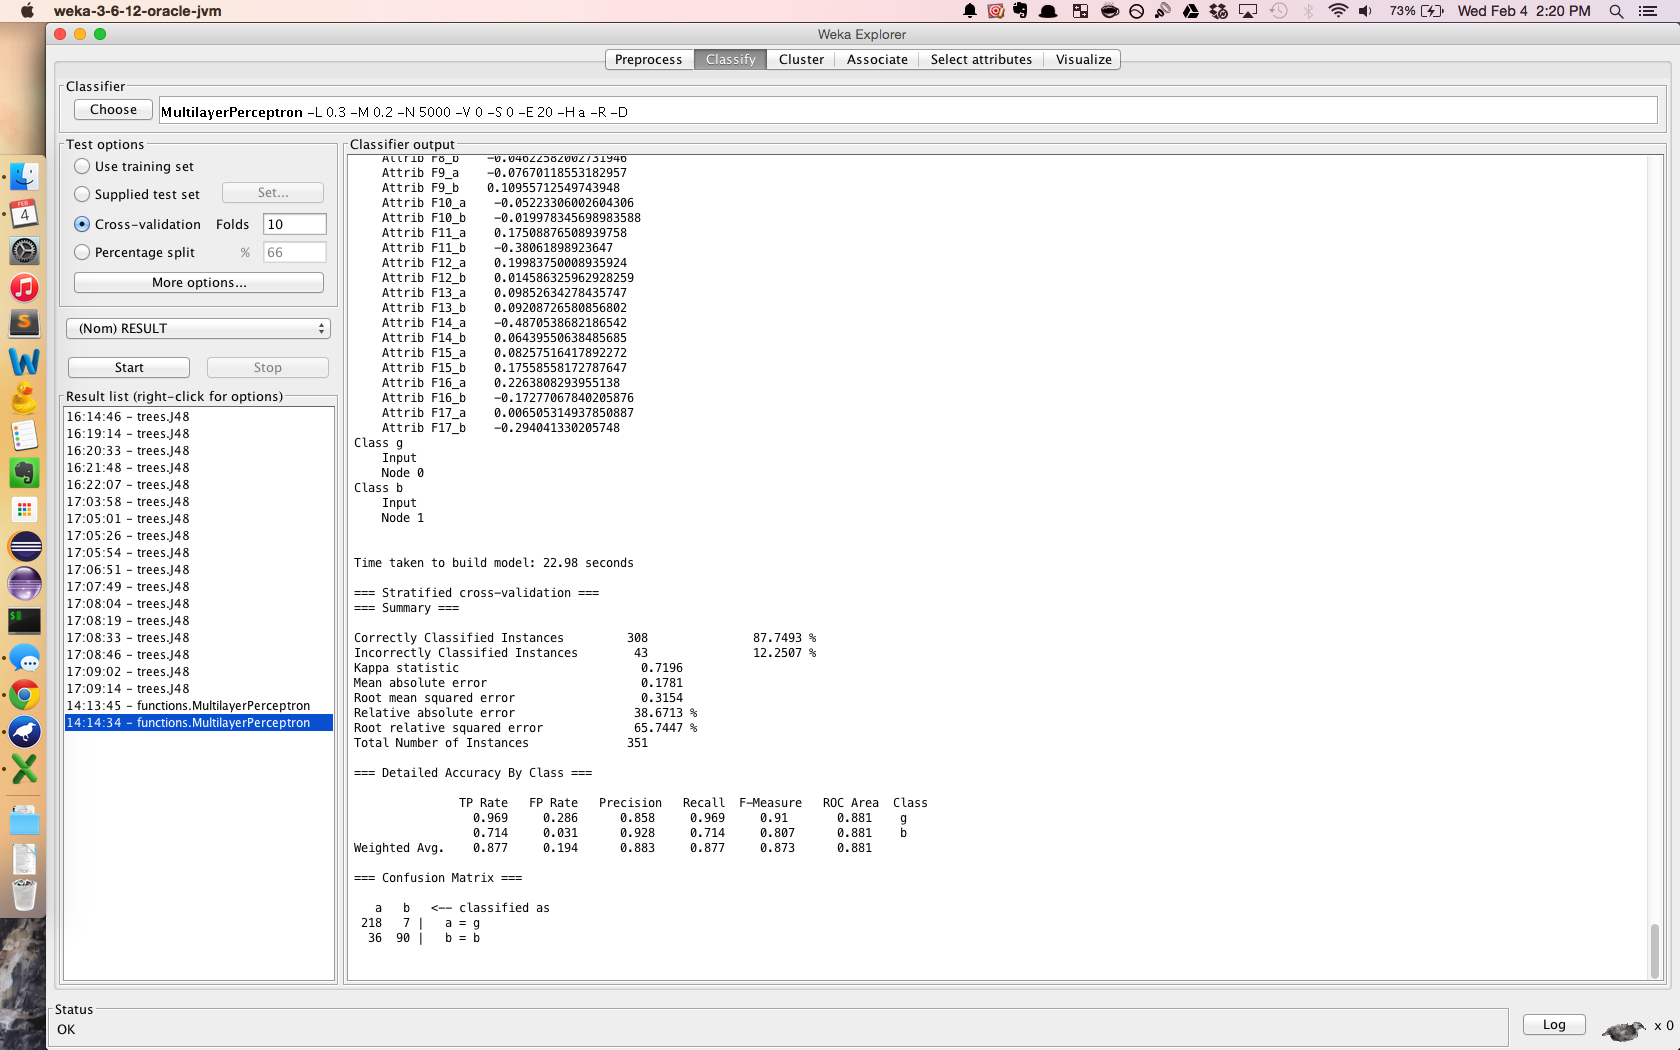 weka-3-6-12-oracle-jvm
73%
Wed Feb 4 2:20 PM
Weka Explorer
Preprocess Classify Cluster Associate Select attributes Visualize
Classifier
Choose MultilayerPerceptron -L 0.3 -M 0.2 -N 5000 -V 0 -S 0 -E 20 -H a -R -D
Test options
Use training set
Supplied test set Set...
Cross-validation Folds 10
Percentage split % 66
More options...
(Nom) RESULT
Start Stop
Result list (right-click for options)
16:14:46 - trees.J48
16:19:14 - trees.J48
16:20:33 - trees.J48
16:21:48 - trees.J48
16:22:07 - trees.J48
17:03:58 - trees.J48
17:05:01 - trees.J48
17:05:26 - trees.J48
17:05:54 - trees.J48
17:06:51 - trees.J48
17:07:49 - trees.J48
17:08:04 - trees.J48
17:08:19 - trees.J48
17:08:33 - trees.J48
17:08:46 - trees.J48
17:09:02 - trees.J48
17:09:14 - trees.J48
14:13:45 - functions.MultilayerPerceptron
14:14:34 - functions.MultilayerPerceptron
Classifier output
Attrib F8_b -0.04622582002731946
Attrib F9_a -0.07670118553182957
Attrib F9_b 0.10955712549743948
Attrib F10_a -0.05223306002604306
Attrib F10_b -0.019978345698983588
Attrib F11_a 0.17508876508939758
Attrib F11_b -0.38061898923647
Attrib F12_a 0.19983750008935924
Attrib F12_b 0.014586325962928259
Attrib F13_a 0.09852634278435747
Attrib F13_b 0.09208726580856802
Attrib F14_a -0.4870538682186542
Attrib F14_b 0.06439550638485685
Attrib F15_a 0.08257516417892272
Attrib F15_b 0.17558558172787647
Attrib F16_a 0.2263808293955138
Attrib F16_b -0.17277067840205876
Attrib F17_a 0.006505314937850887
Attrib F17_b -0.294041330205748
Class g
Input
Node 0
Class b
Input
Node 1
Time taken to build model: 22.98 seconds
=== Stratified cross-validation ===
=== Summary ===
Correctly Classified Instances 308 87.7493 %
Incorrectly Classified Instances 43 12.2507 %
Kappa statistic 0.7196
Mean absolute error 0.1781
Root mean squared error 0.3154
Relative absolute error 38.6713 %
Root relative squared error 65.7447 %
Total Number of Instances 351
=== Detailed Accuracy By Class ===
TP Rate FP Rate Precision Recall F-Measure ROC Area Class
0.969 0.286 0.858 0.969 0.91 0.881 g
0.714 0.031 0.928 0.714 0.807 0.881 b
Weighted Avg. 0.877 0.194 0.883 0.877 0.873 0.881
=== Confusion Matrix ===
a b <-- classified as
218 7 | a = g
36 90 | b = b
Status
OK
Log
x 0
FEB
4